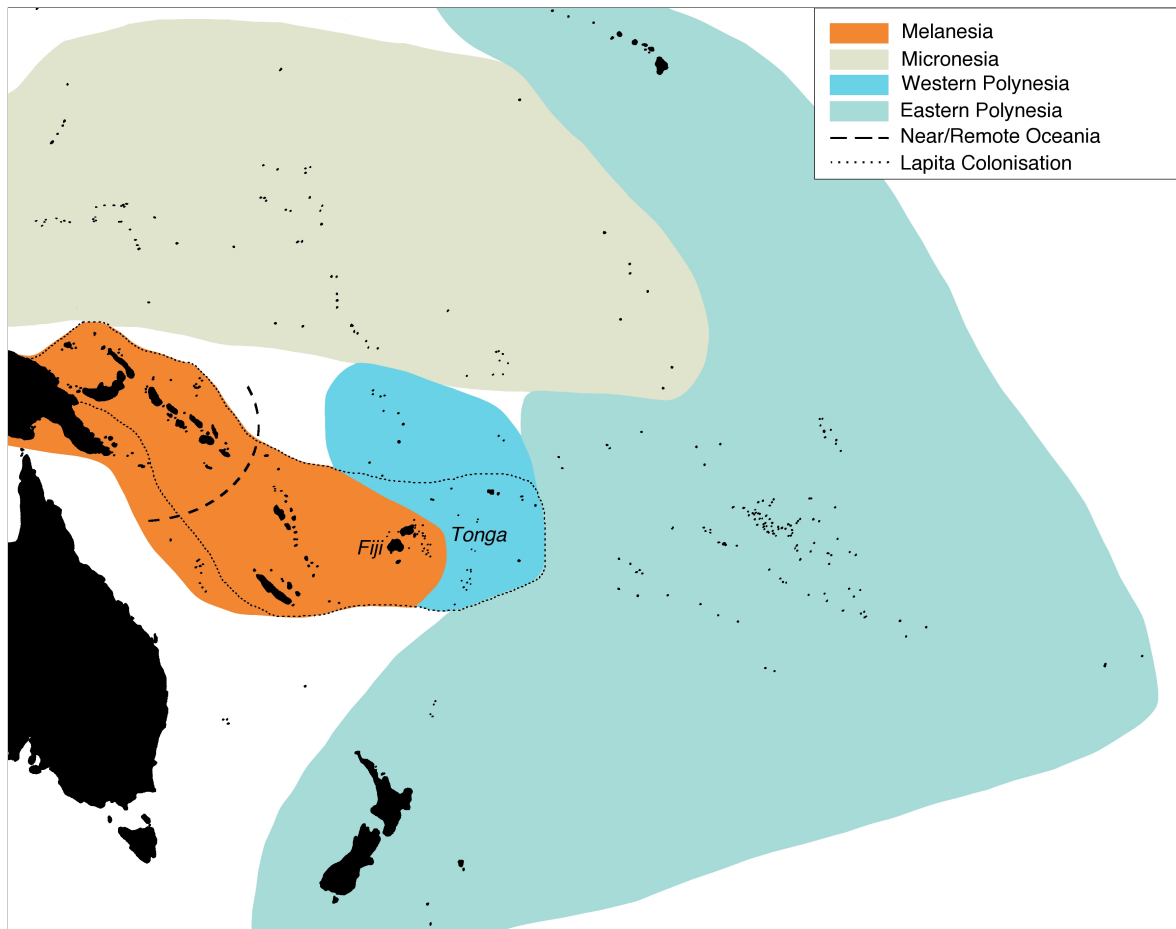 Melanesia
Micronesia
Western Polynesia
Eastern Polynesia
Near/Remote Oceania
Lapita Colonisation
Fiji
Tonga